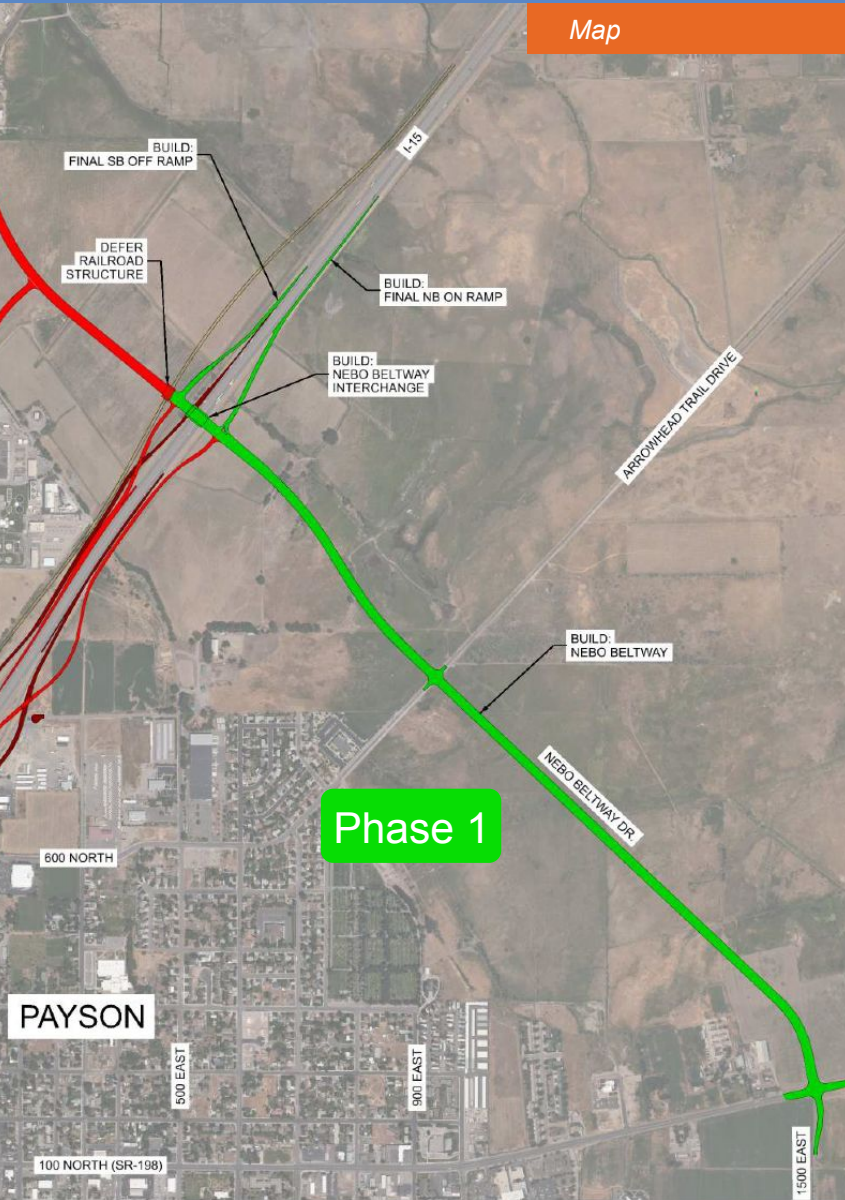 Map
I-15
BUILD:
FINAL SB OFF RAMP
DEFER
RAILROAD
STRUCTURE
BUILD:
FINAL NB ON RAMP
BUILD:
NEBO BELTWAY
INTERCHANGE
ARROWHEAD TRAIL DRIVE
BUILD:
NEBO BELTWAY
NEBO BELTWAY DR.
Phase 1
600 NORTH
PAYSON
500 EAST
900 EAST
1500 EAST
100 NORTH (SR-198)